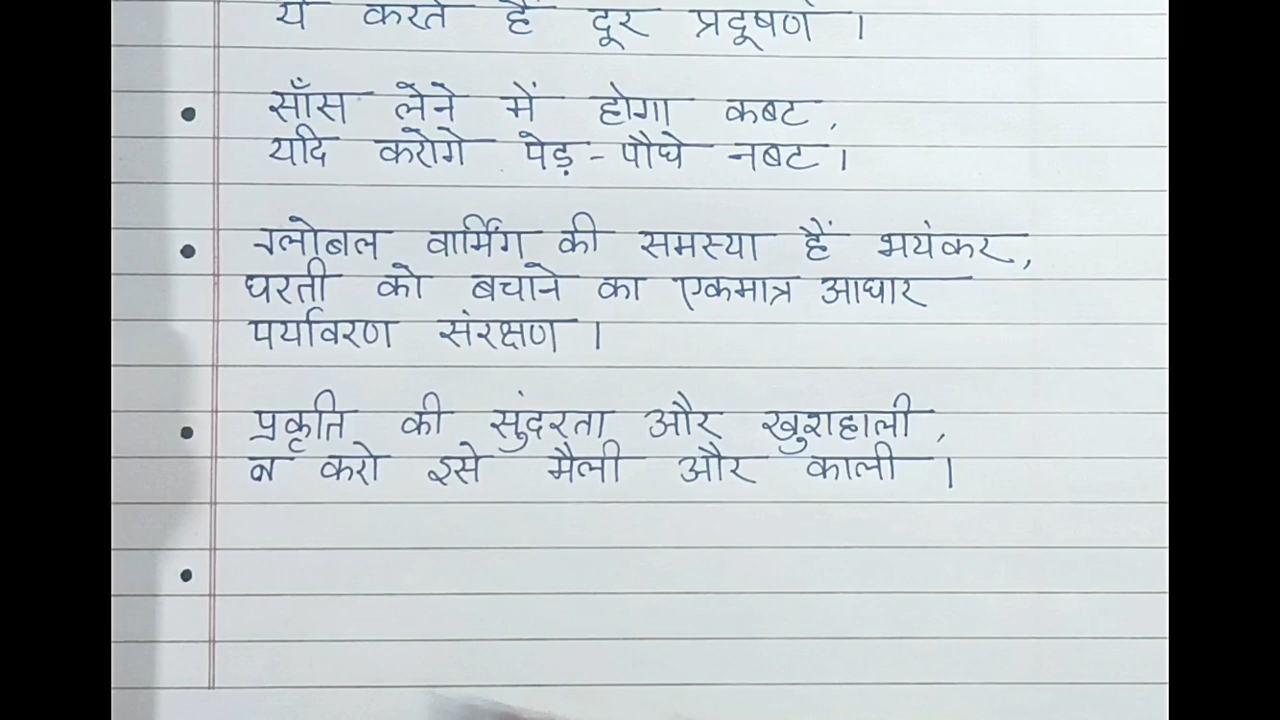 ये करते हैं दूर प्रदूषण ।
साँस लेने में होगा कष्ट,
यदि करोगे पेड़-पौधे नष्ट ।
ग्लोबल वार्मिंग की समस्या हैं भयंकर,
धरती को बचाने का एकमात्र आधार
पर्यावरण संरक्षण ।
प्रकृति की सुंदरता और खुशहाली,
न करो इसे मैली और काली ।